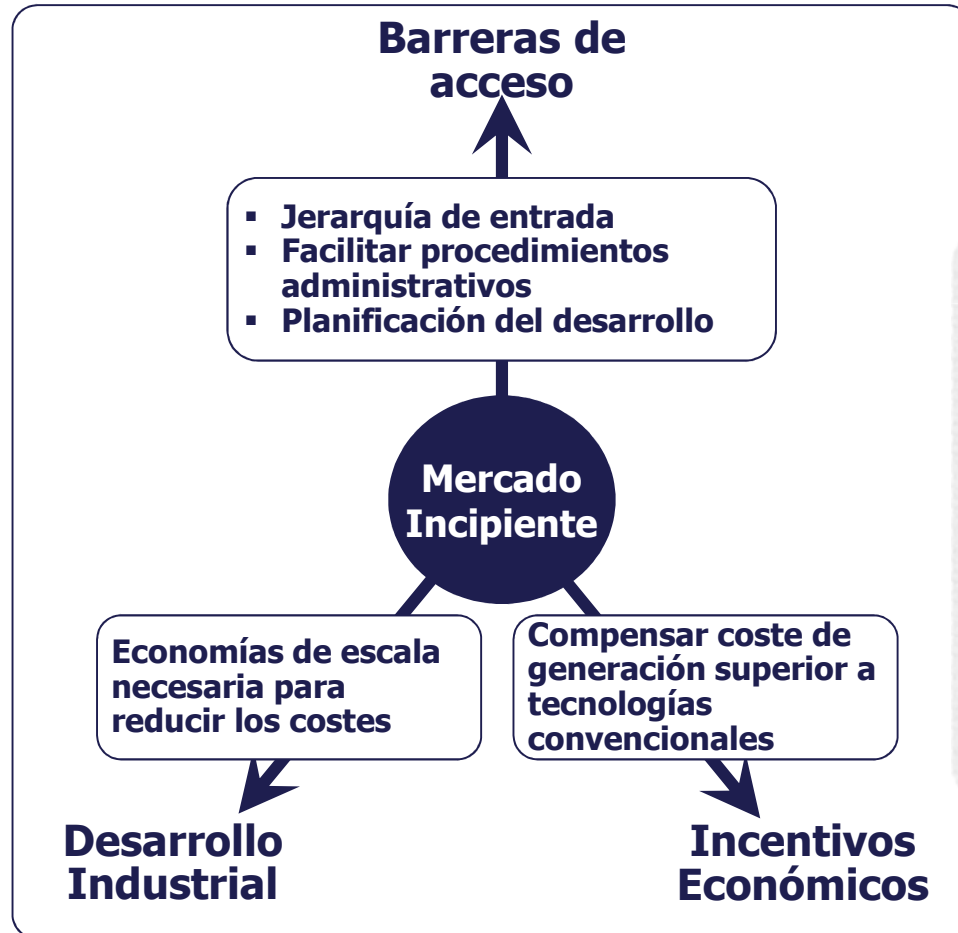 Barreras de
acceso
▪ Jerarquía de entrada
▪ Facilitar procedimientos
administrativos
▪ Planificación del desarrollo
Mercado
Incipiente
Economías de escala
necesaria para
reducir los costes
Compensar coste de
generación superior a
tecnologías
convencionales
Desarrollo
Industrial
Incentivos
Económicos